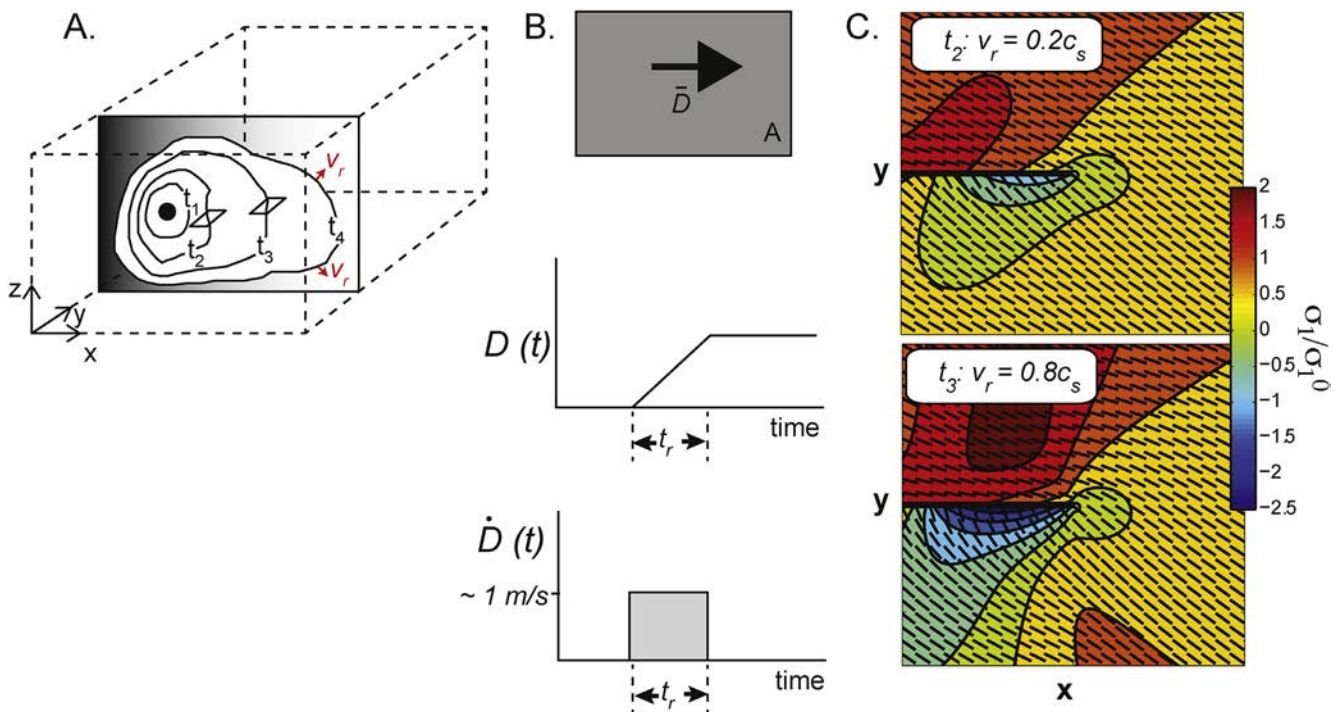 A.
t₁
t₂
t₃
t₄
vᵣ
vᵣ
z
y
x
B.
D̄
A
D (t)
time
tᵣ
Ḋ (t)
~ 1 m/s
time
tᵣ
C.
t₂: vᵣ = 0.2cₛ
y
t₃: vᵣ = 0.8cₛ
y
x
2
1.5
1
0.5
0
−0.5
−1
−1.5
−2
−2.5
σ₁/σ₁⁰